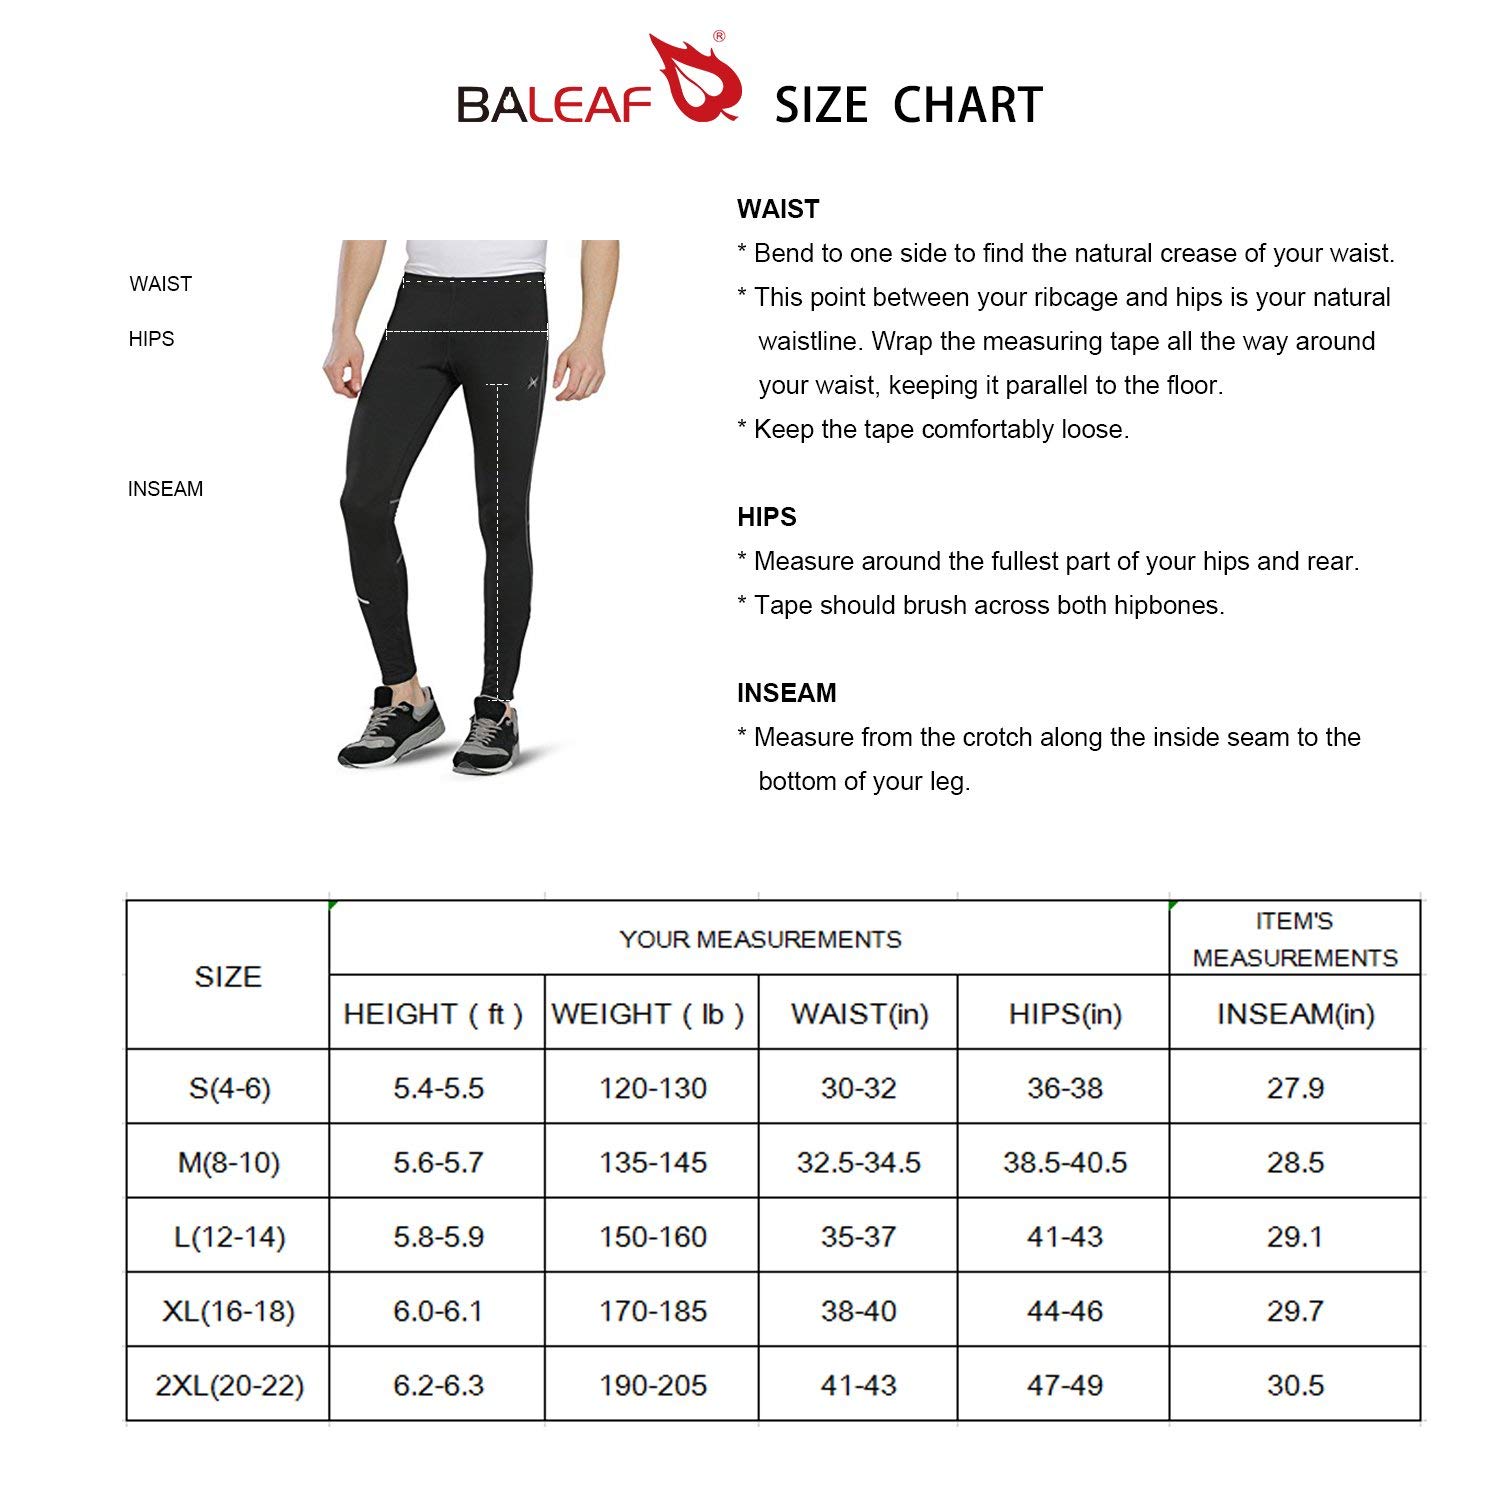 BALEAF® SIZE CHART
WAIST
HIPS
INSEAM
WAIST
* Bend to one side to find the natural crease of your waist.
* This point between your ribcage and hips is your natural
waistline. Wrap the measuring tape all the way around
your waist, keeping it parallel to the floor.
* Keep the tape comfortably loose.
HIPS
* Measure around the fullest part of your hips and rear.
* Tape should brush across both hipbones.
INSEAM
* Measure from the crotch along the inside seam to the
bottom of your leg.
SIZE YOUR MEASUREMENTS ITEM'S
MEASUREMENTS
HEIGHT ( ft ) WEIGHT ( lb ) WAIST(in) HIPS(in) INSEAM(in)
S(4-6) 5.4-5.5 120-130 30-32 36-38 27.9
M(8-10) 5.6-5.7 135-145 32.5-34.5 38.5-40.5 28.5
L(12-14) 5.8-5.9 150-160 35-37 41-43 29.1
XL(16-18) 6.0-6.1 170-185 38-40 44-46 29.7
2XL(20-22) 6.2-6.3 190-205 41-43 47-49 30.5